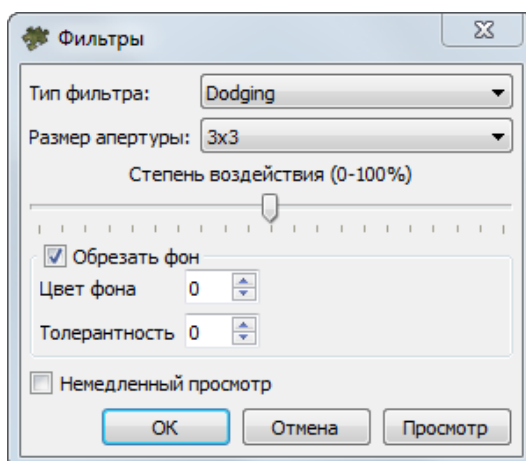 Фильтры
Тип фильтра: Dodging
Размер апертуры: 3x3
Степень воздействия (0-100%)
Обрезать фон
Цвет фона 0
Толерантность 0
Немедленный просмотр
ОК Отмена Просмотр